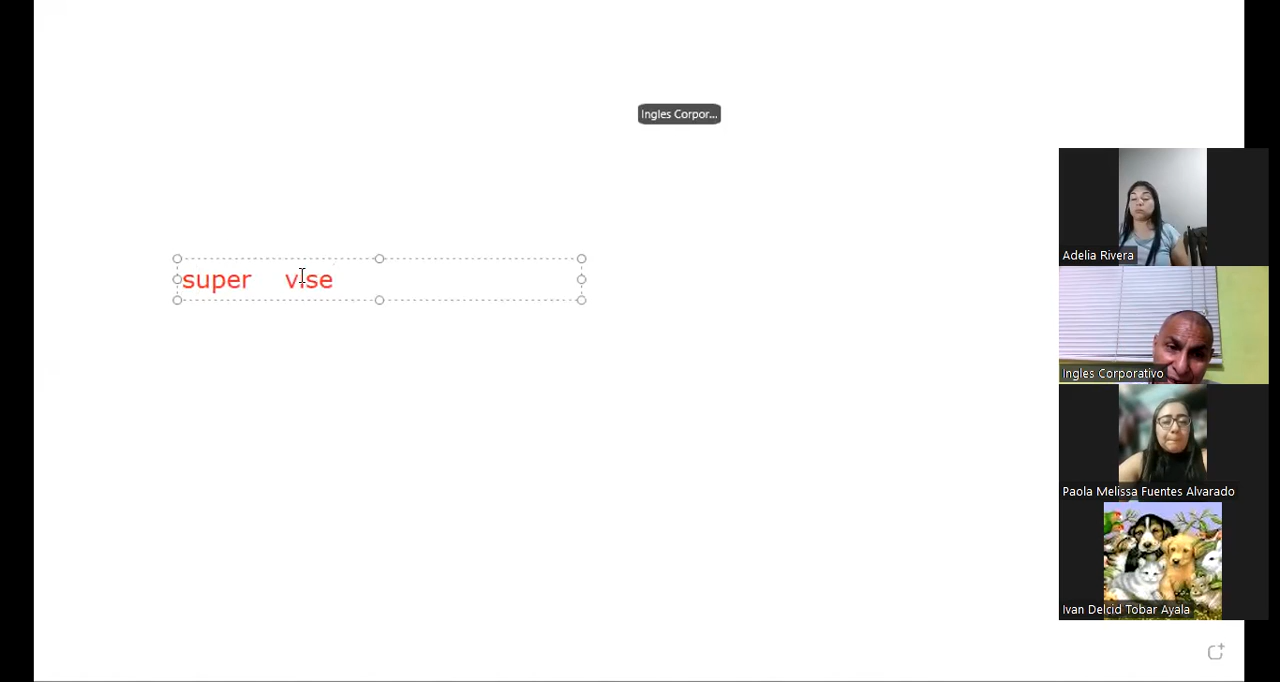 Ingles Corpor...
super vise
Adelia Rivera
Ingles Corporativo
Paola Melissa Fuentes Alvarado
Ivan Delcid Tobar Ayala